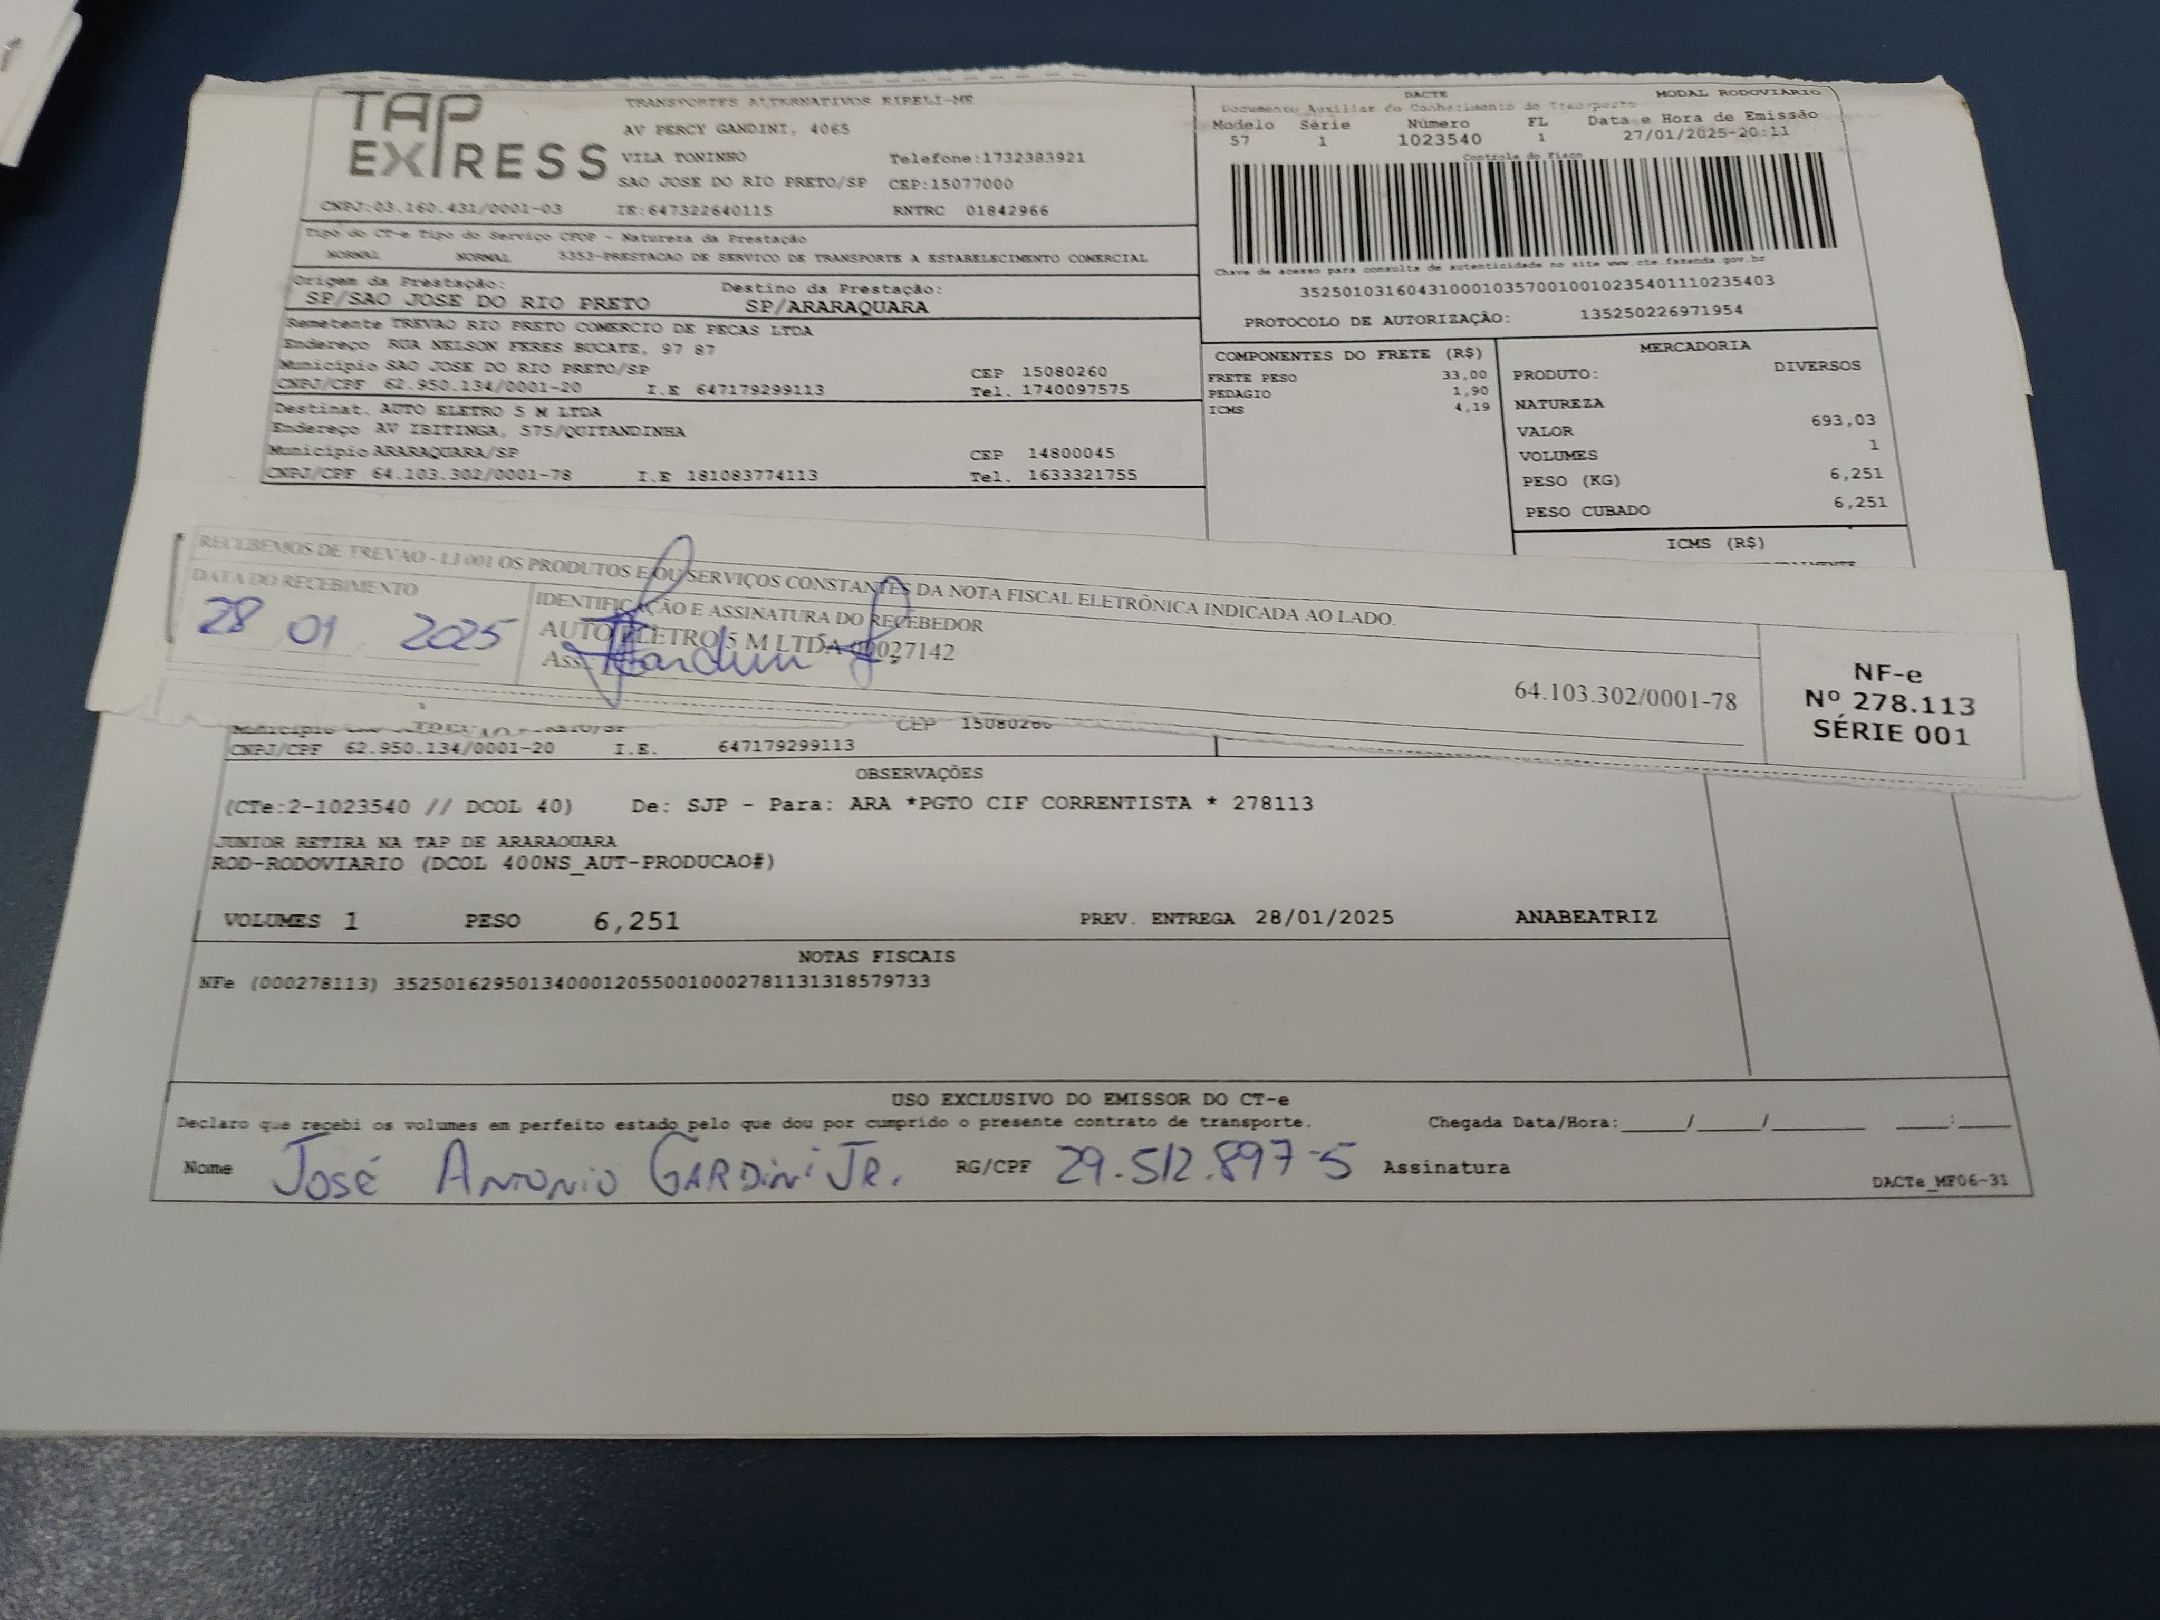 TAP EXPRESS
TRANSPORTES ALTERNATIVOS EIRELI-ME
AV PERCY GANDINI, 4065
VILA TONINHO Telefone:1732383921
SAO JOSE DO RIO PRETO/SP CEP:15077000
CNPJ:03.160.431/0001-03 IE:647322640115 RNTRC 01842966
DACTE MODAL RODOVIÁRIO
Documento Auxiliar do Conhecimento de Transporte
Modelo Série Número FL Data e Hora de Emissão
57 1 1023540 1 27/01/2025-20:11
Controle do Fisco
Chave de acesso para consulta de autenticidade no site www.cte.fazenda.gov.br
35250103160431000103570010010235401110235403
PROTOCOLO DE AUTORIZAÇÃO: 135250226971954
Tipo do CT-e Tipo do Serviço CFOP - Natureza da Prestação
NORMAL NORMAL 5353-PRESTACAO DE SERVICO DE TRANSPORTE A ESTABELECIMENTO COMERCIAL
Origem da Prestação: Destino da Prestação:
SP/SAO JOSE DO RIO PRETO SP/ARARAQUARA
Remetente TREVAO RIO PRETO COMERCIO DE PECAS LTDA
Endereço RUA NELSON FERES BUCATE, 97 87
Município SAO JOSE DO RIO PRETO/SP CEP 15080260
CNPJ/CPF 62.950.134/0001-20 I.E 647179299113 Tel. 1740097575
Destinat. AUTO ELETRO 5 M LTDA
Endereço AV IBITINGA, 575/QUITANDINHA
Município ARARAQUARA/SP CEP 14800045
CNPJ/CPF 64.103.302/0001-78 I.E 181083774113 Tel. 1633321755
COMPONENTES DO FRETE (R$)
FRETE PESO 33,00
PEDAGIO 1,90
ICMS 4,19
MERCADORIA
PRODUTO: DIVERSOS
NATUREZA
VALOR 693,03
VOLUMES 1
PESO (KG) 6,251
PESO CUBADO 6,251
ICMS (R$)
RECEBEMOS DE TREVAO - LJ 001 OS PRODUTOS E/OU SERVIÇOS CONSTANTES DA NOTA FISCAL ELETRÔNICA INDICADA AO LADO.
DATA DO RECEBIMENTO IDENTIFICAÇÃO E ASSINATURA DO RECEBEDOR
28 01 2025 AUTO ELETRO 5 M LTDA 00027142
Ass.
64.103.302/0001-78
NF-e
Nº 278.113
SÉRIE 001
Município CEP 15080260
CNPJ/CPF 62.950.134/0001-20 I.E. 647179299113
OBSERVAÇÕES
(CTe:2-1023540 // DCOL 40) De: SJP - Para: ARA *PGTO CIF CORRENTISTA * 278113
JUNIOR RETIRA NA TAP DE ARARAQUARA
ROD-RODOVIARIO (DCOL 400NS_AUT-PRODUCAO#)
VOLUMES 1 PESO 6,251 PREV. ENTREGA 28/01/2025 ANABEATRIZ
NOTAS FISCAIS
NFe (000278113) 35250162950134000120550010002781131318579733
USO EXCLUSIVO DO EMISSOR DO CT-e
Declaro que recebi os volumes em perfeito estado pelo que dou por cumprido o presente contrato de transporte. Chegada Data/Hora:_____/_____/________ _____:_____
Nome José Antonio Gardini Jr. RG/CPF 29.512.897-5 Assinatura
DACTe_MF06-31